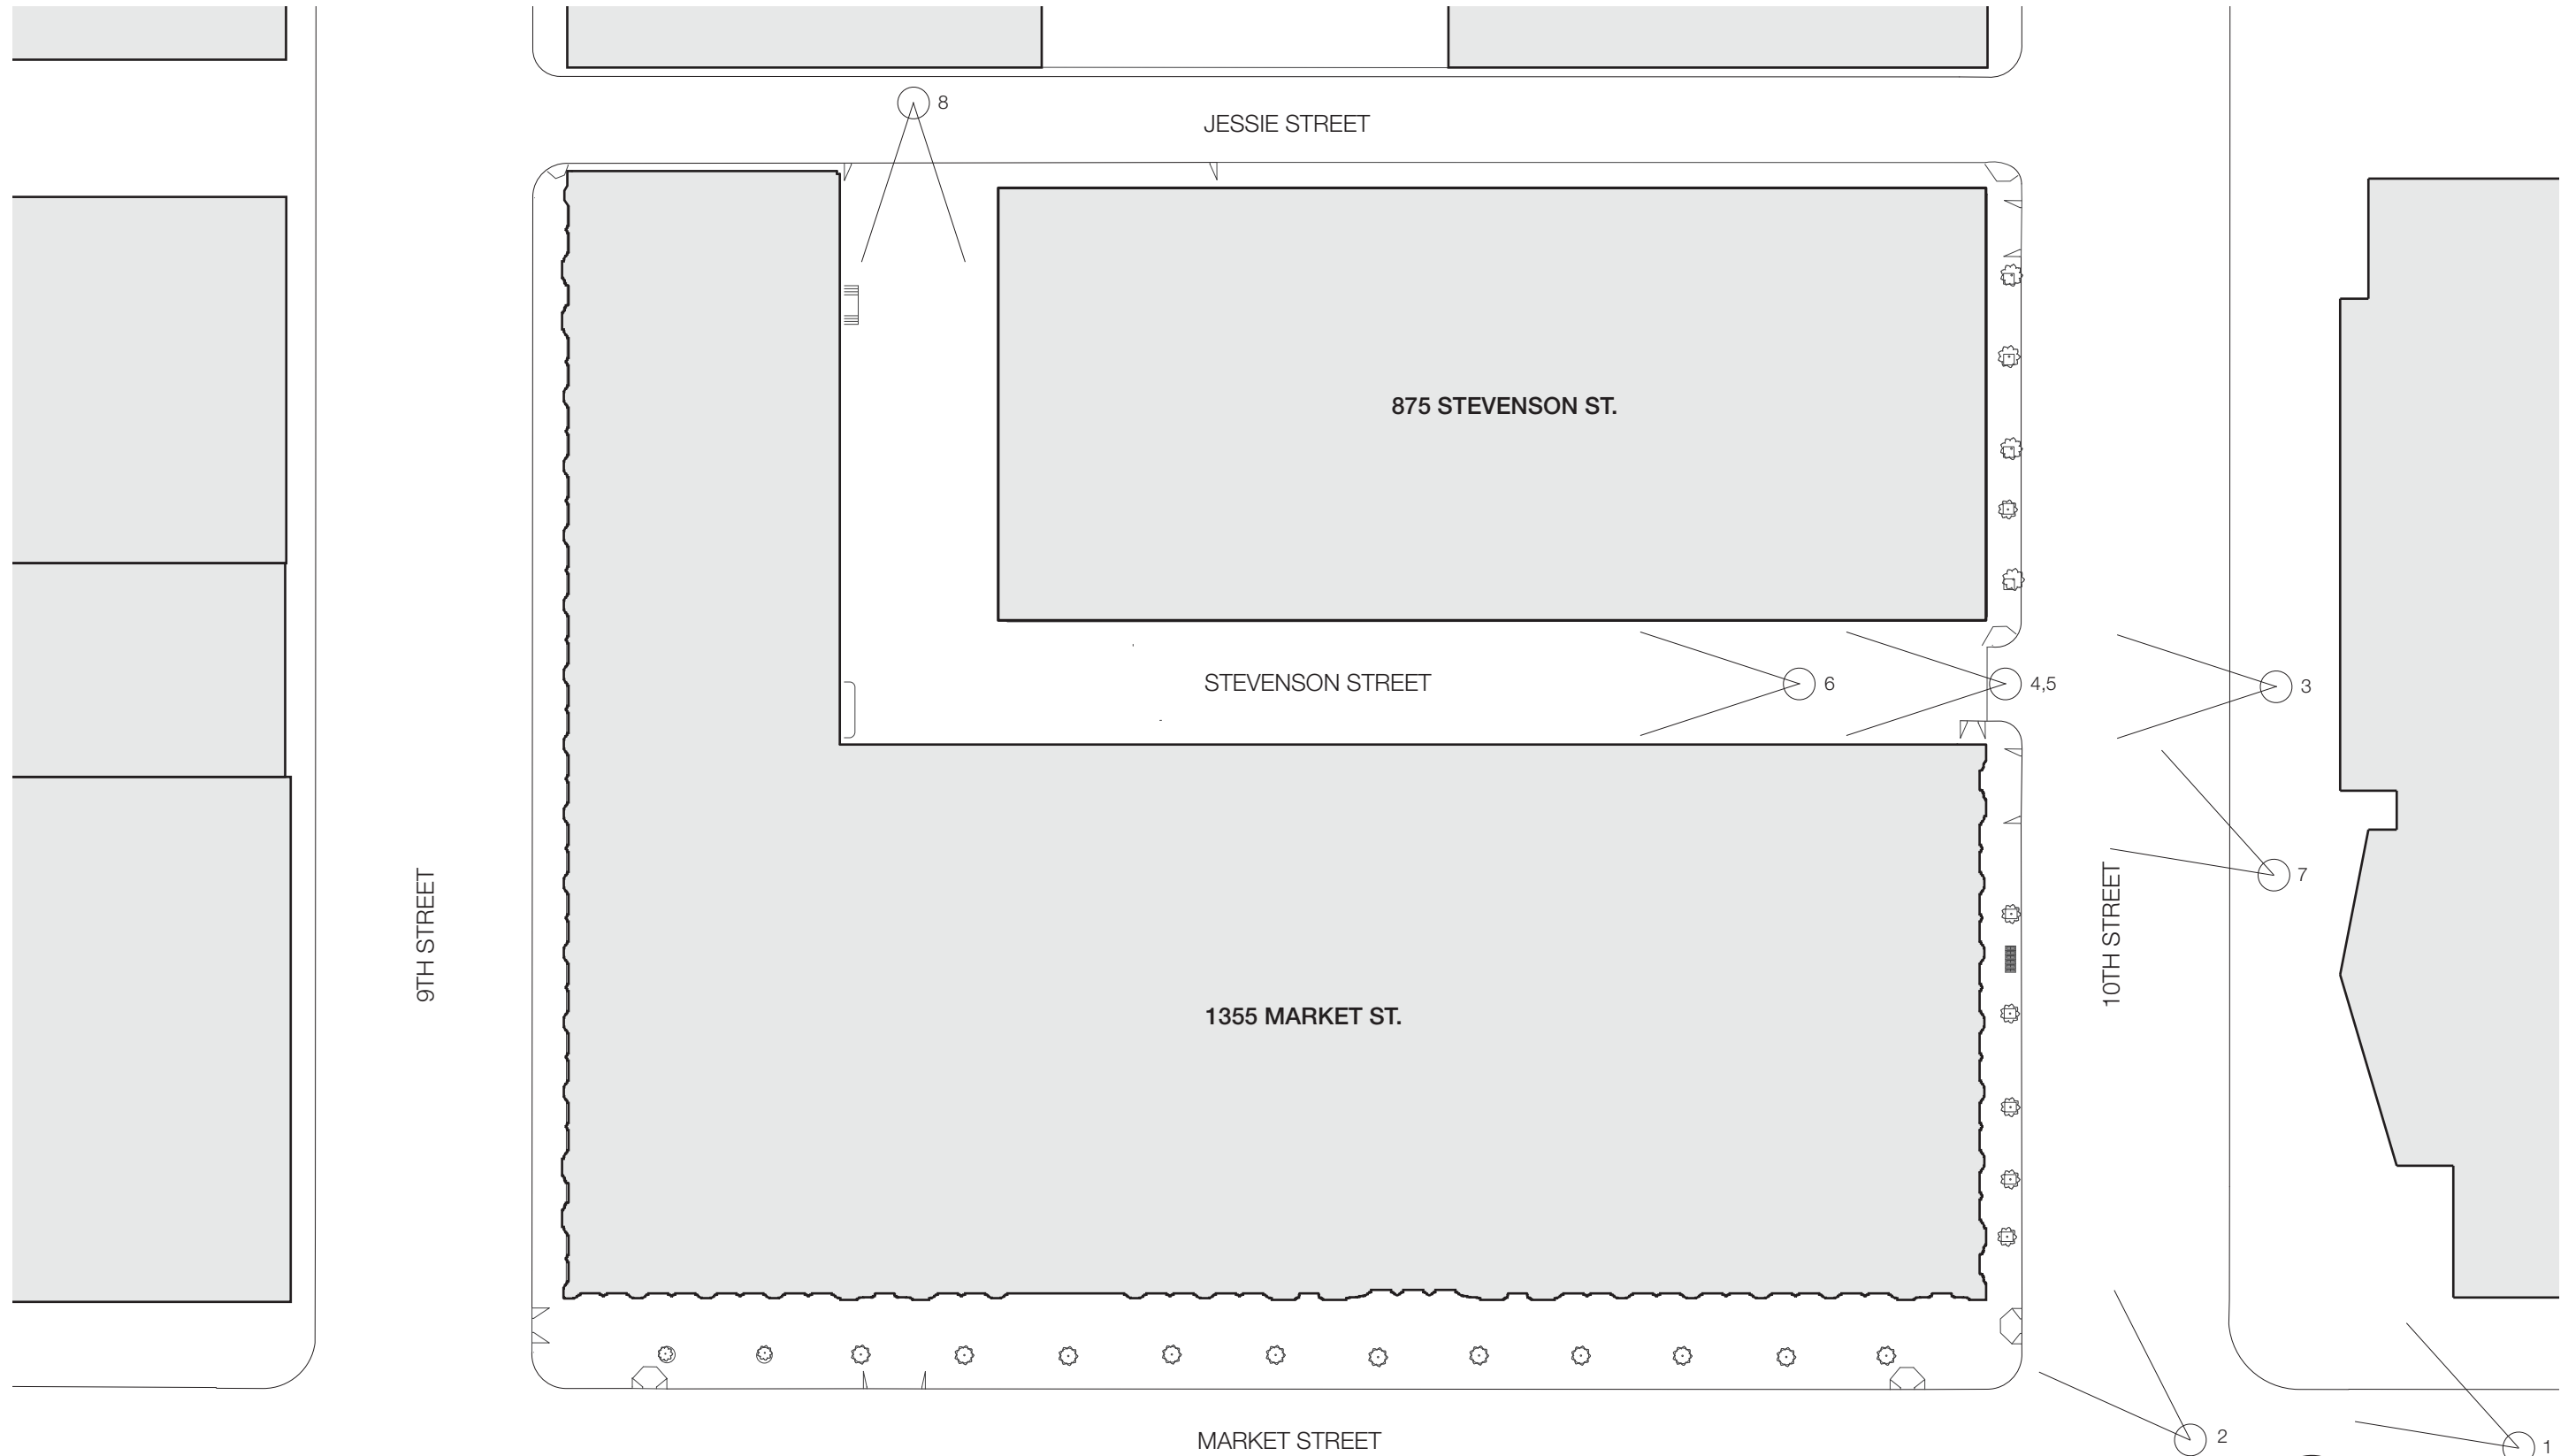 8
JESSIE STREET
875 STEVENSON ST.
STEVENSON STREET
6
4,5
3
7
9TH STREET
10TH STREET
1355 MARKET ST.
MARKET STREET
2
1